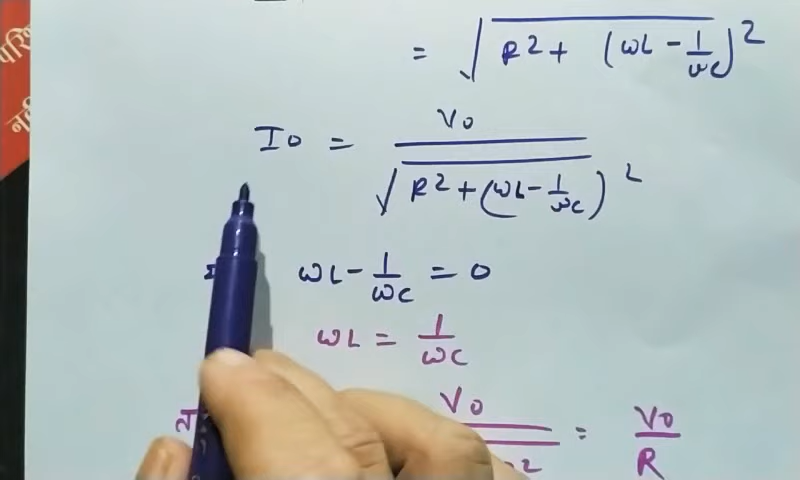 = √(R² + (ωL - 1/ωC)²)
I0 = V0 / √(R² + (ωL - 1/ωC)²)
ωL - 1/ωC = 0
ωL = 1/ωC
V0 = V0/R